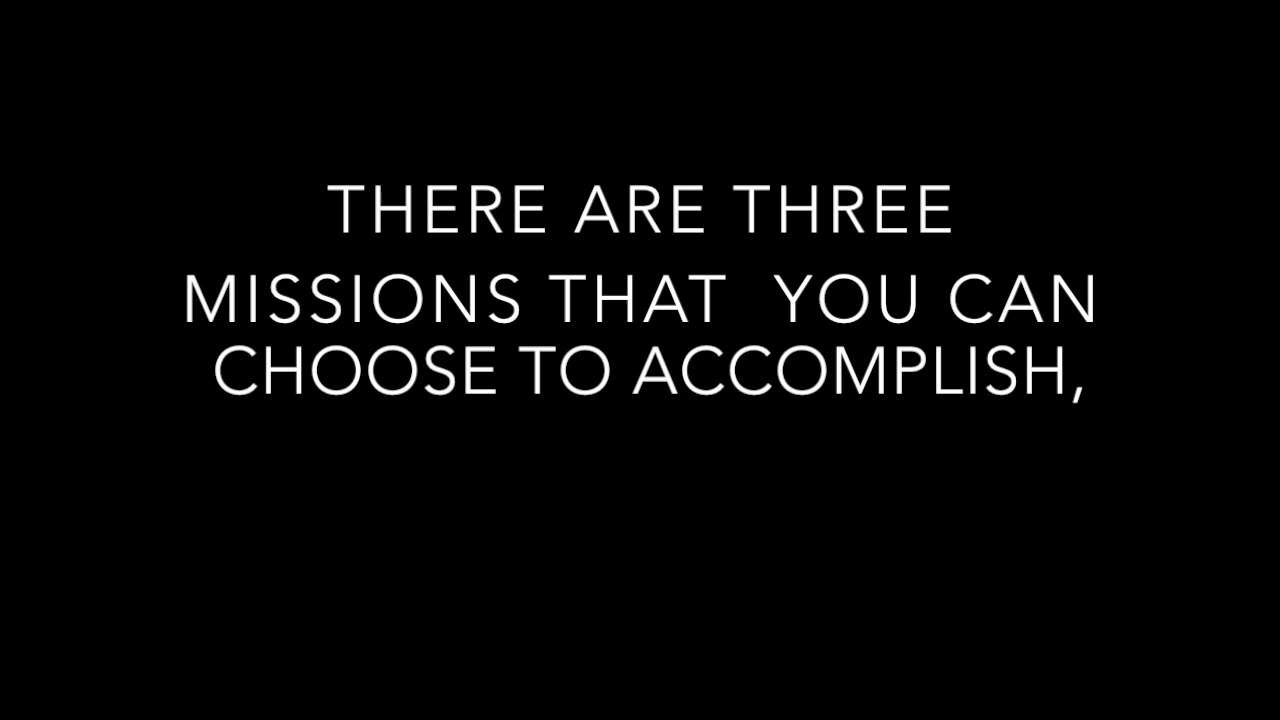 THERE ARE THREE
MISSIONS THAT  YOU CAN
CHOOSE TO ACCOMPLISH,